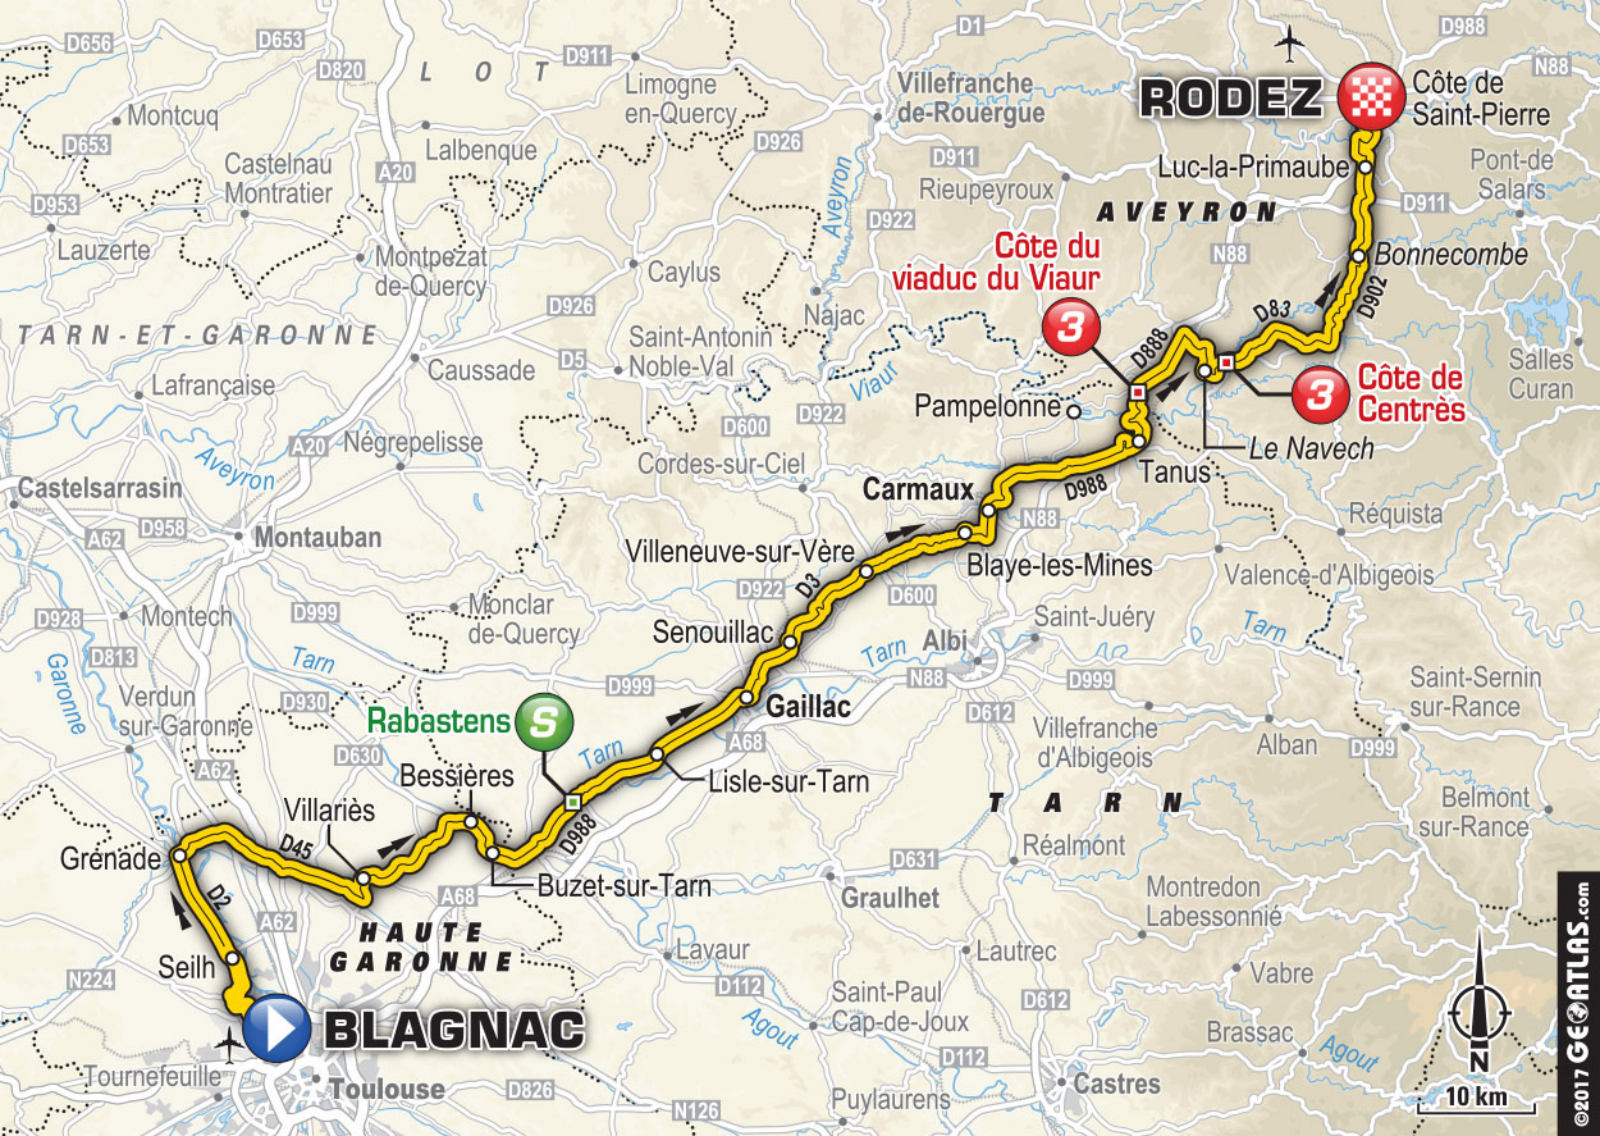 D656
D653
D820
LOT
D911
Limogne
en-Quercy
D1
Villefranche
de-Rouergue
RODEZ
Côte de
Saint-Pierre
D988
N88
Montcuq
D653
Castelnau
Montratier
A20
Lalbenque
D926
D911
Rieupeyroux
Luc-la-Primaube
Pont-de
Salars
D953
Lauzerte
Montpezat
de-Quercy
Caylus
Aveyron
D922
AVEYRON
D911
N88
Bonnecombe
Côte du
viaduc du Viaur
3
D926
Najac
D83
D902
TARN-ET-GARONNE
Saint-Antonin
Noble-Val
D5
Caussade
Viaur
D888
Salles
Curan
Lafrançaise
D922
D600
Pampelonne
3
Côte de
Centrès
A20
Négrepelisse
Aveyron
Cordes-sur-Ciel
Le Navech
Tanus
Castelsarrasin
D958
A62
Montauban
Carmaux
D988
N88
Réquista
Villeneuve-sur-Vère
Blaye-les-Mines
Valence-d'Albigeois
D922
D3
D600
D928
Montech
D999
Monclar
de-Quercy
Senouillac
Saint-Juéry
Albi
Tarn
Tarn
D813
Garonne
Tarn
Verdun
sur-Garonne
D930
D999
N88
D999
Saint-Sernin
sur-Rance
Rabastens
S
Gaillac
D612
Villefranche
d'Albigeois
Alban
D999
D630
A62
Tarn
A68
Bessières
Lisle-sur-Tarn
TARN
Belmont
sur-Rance
Villariès
D988
Grenade
D45
D631
Réalmont
Buzet-sur-Tarn
Graulhet
Montredon
Labessonnié
D2
A62
A68
HAUTE
GARONNE
Seilh
Lavaur
Lautrec
Vabre
N224
D112
Saint-Paul
Cap-de-Joux
D612
BLAGNAC
Agout
Brassac
Agout
D112
Tournefeuille
Toulouse
D826
N126
Puylaurens
Castres
N
10 km
©2017 GEOATLAS.com